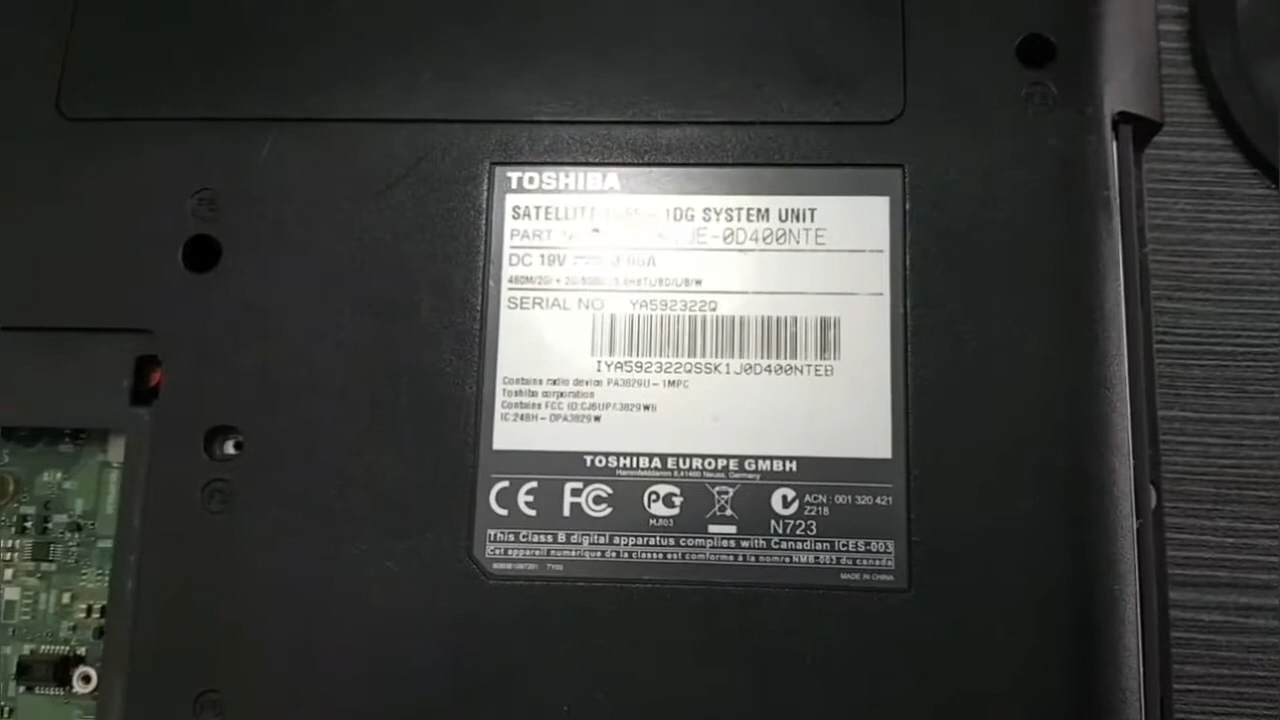 TOSHIBA
SATELLITE 1DG SYSTEM UNIT
PART 0D400NTE
DC 19V
SERIAL NO YA592322Q
IYA592322QSSK1J0D400NTEB
Contains radio device PA3829U-1MPC
Toshiba corporation
Contains FCC ID:CJ6UPA3829WB
IC:248H-DPA3829W
TOSHIBA EUROPE GMBH
Hammfelddamm 8,41460 Neuss, Germany
CE FC PG ACN : 001 320 421
Z218
MJ103 N723
This Class B digital apparatus complies with Canadian ICES-003
Cet appareil numérique de la classe est conforme à la norme NMB-003 du canada
MADE IN CHINA